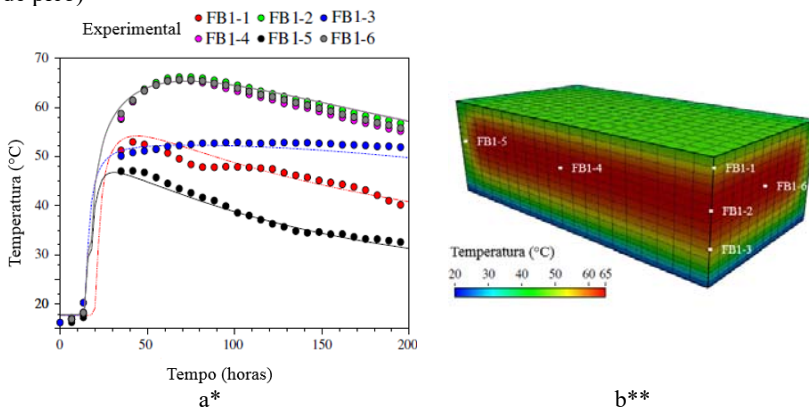 de pico)
Experimental
FB1-1 FB1-2 FB1-3
FB1-4 FB1-5 FB1-6
Temperatura (°C)
70
60
50
40
30
20
0 50 100 150 200
Tempo (horas)
a*
FB1-5
FB1-4
FB1-1
FB1-6
FB1-2
FB1-3
Temperatura (°C)
20 30 40 50 60 65
b**